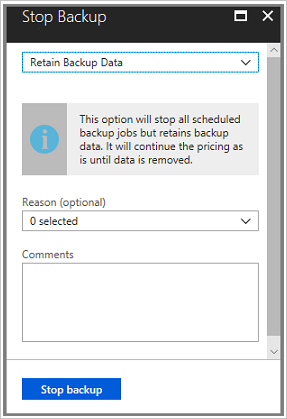 Stop Backup
Retain Backup Data
This option will stop all scheduled
backup jobs but retains backup
data. It will continue the pricing as
is until data is removed.
Reason (optional)
0 selected
Comments
Stop backup